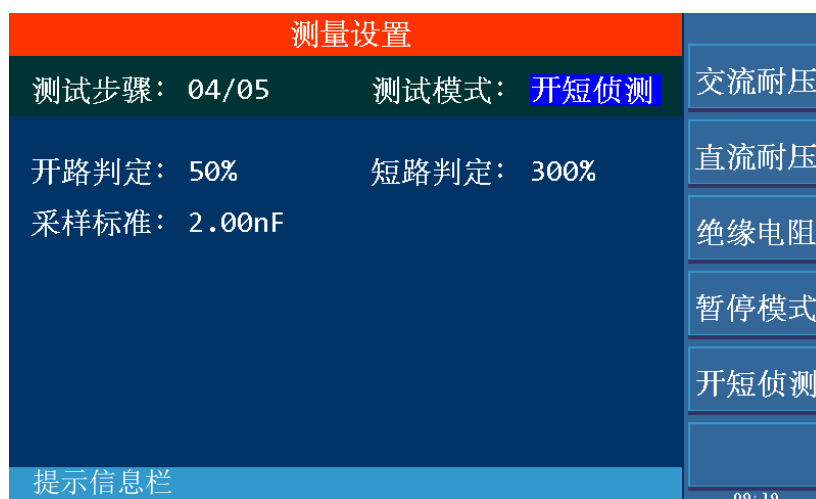 测量设置
测试步骤： 04/05 测试模式： 开短侦测
开路判定： 50% 短路判定： 300%
采样标准： 2.00nF
提示信息栏
交流耐压
直流耐压
绝缘电阻
暂停模式
开短侦测